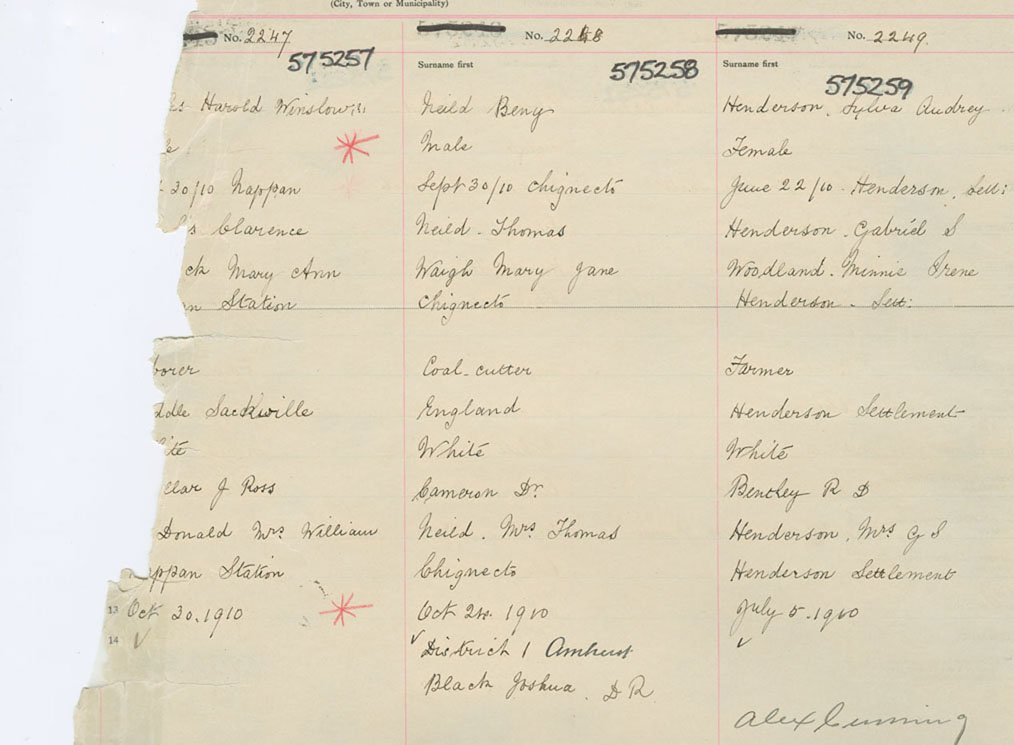 (City, Town or Municipality)
No. 2247
575257
Harold Winslow
30/10 Nappan
Clarence
Mary Ann
Station
Sackville
J Ross
Donald Mrs William
Station
13 Oct 30. 1910
14 ✓
No. 2248
Surname first
575258
Neild Beny
Male
Sept 30/10 Chignecto
Neild - Thomas
Waigh Mary Jane
Chignecto
Coal-cutter
England
White
Cameron Dr
Neild. Mrs Thomas
Chignecto
Oct 1910
✓ District 1 Amherst
Black Joshua. D R
No. 2249.
Surname first
575259
Henderson. Sylva Audrey
Female
June 22/10 Henderson. Sett:
Henderson. Gabriel S
Woodland. Minnie Irene
Henderson - Sett:
Farmer
Henderson Settlement
White
Bentley R D
Henderson. Mrs G S
Henderson Settlement
July 5. 1910
✓
Alex Cumming